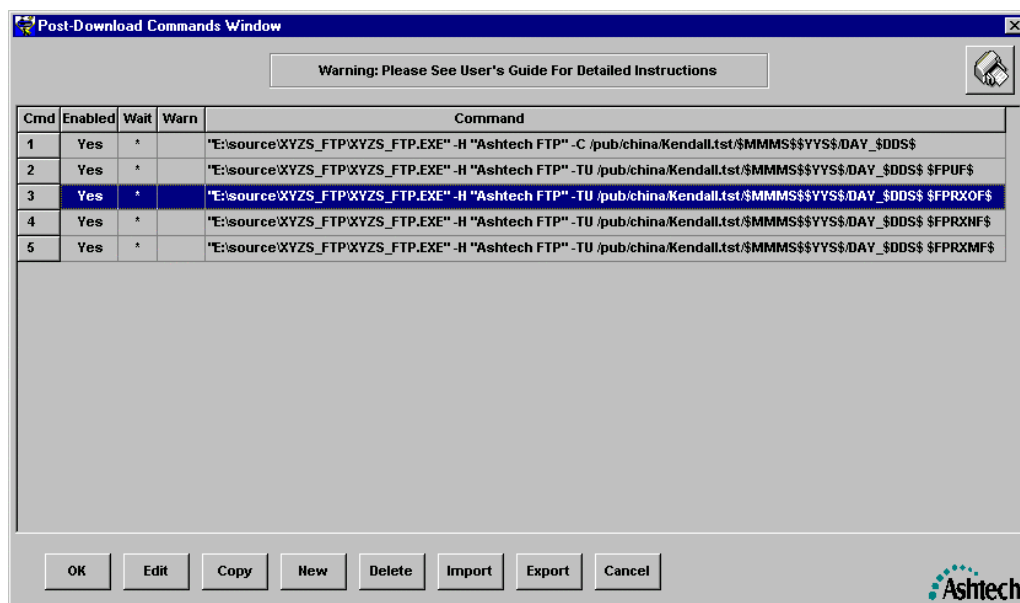 Post-Download Commands Window
Warning: Please See User's Guide For Detailed Instructions
Cmd Enabled Wait Warn Command
1 Yes * "E:\source\XYZS_FTP\XYZS_FTP.EXE" -H "Ashtech FTP" -C /pub/china/Kendall.tst/$MMMS$$YYS$/DAY_$DDS$
2 Yes * "E:\source\XYZS_FTP\XYZS_FTP.EXE" -H "Ashtech FTP" -TU /pub/china/Kendall.tst/$MMMS$$YYS$/DAY_$DDS$ $FPUF$
3 Yes * "E:\source\XYZS_FTP\XYZS_FTP.EXE" -H "Ashtech FTP" -TU /pub/china/Kendall.tst/$MMMS$$YYS$/DAY_$DDS$ $FPRXOF$
4 Yes * "E:\source\XYZS_FTP\XYZS_FTP.EXE" -H "Ashtech FTP" -TU /pub/china/Kendall.tst/$MMMS$$YYS$/DAY_$DDS$ $FPRXNF$
5 Yes * "E:\source\XYZS_FTP\XYZS_FTP.EXE" -H "Ashtech FTP" -TU /pub/china/Kendall.tst/$MMMS$$YYS$/DAY_$DDS$ $FPRXMF$
OK Edit Copy New Delete Import Export Cancel
Ashtech